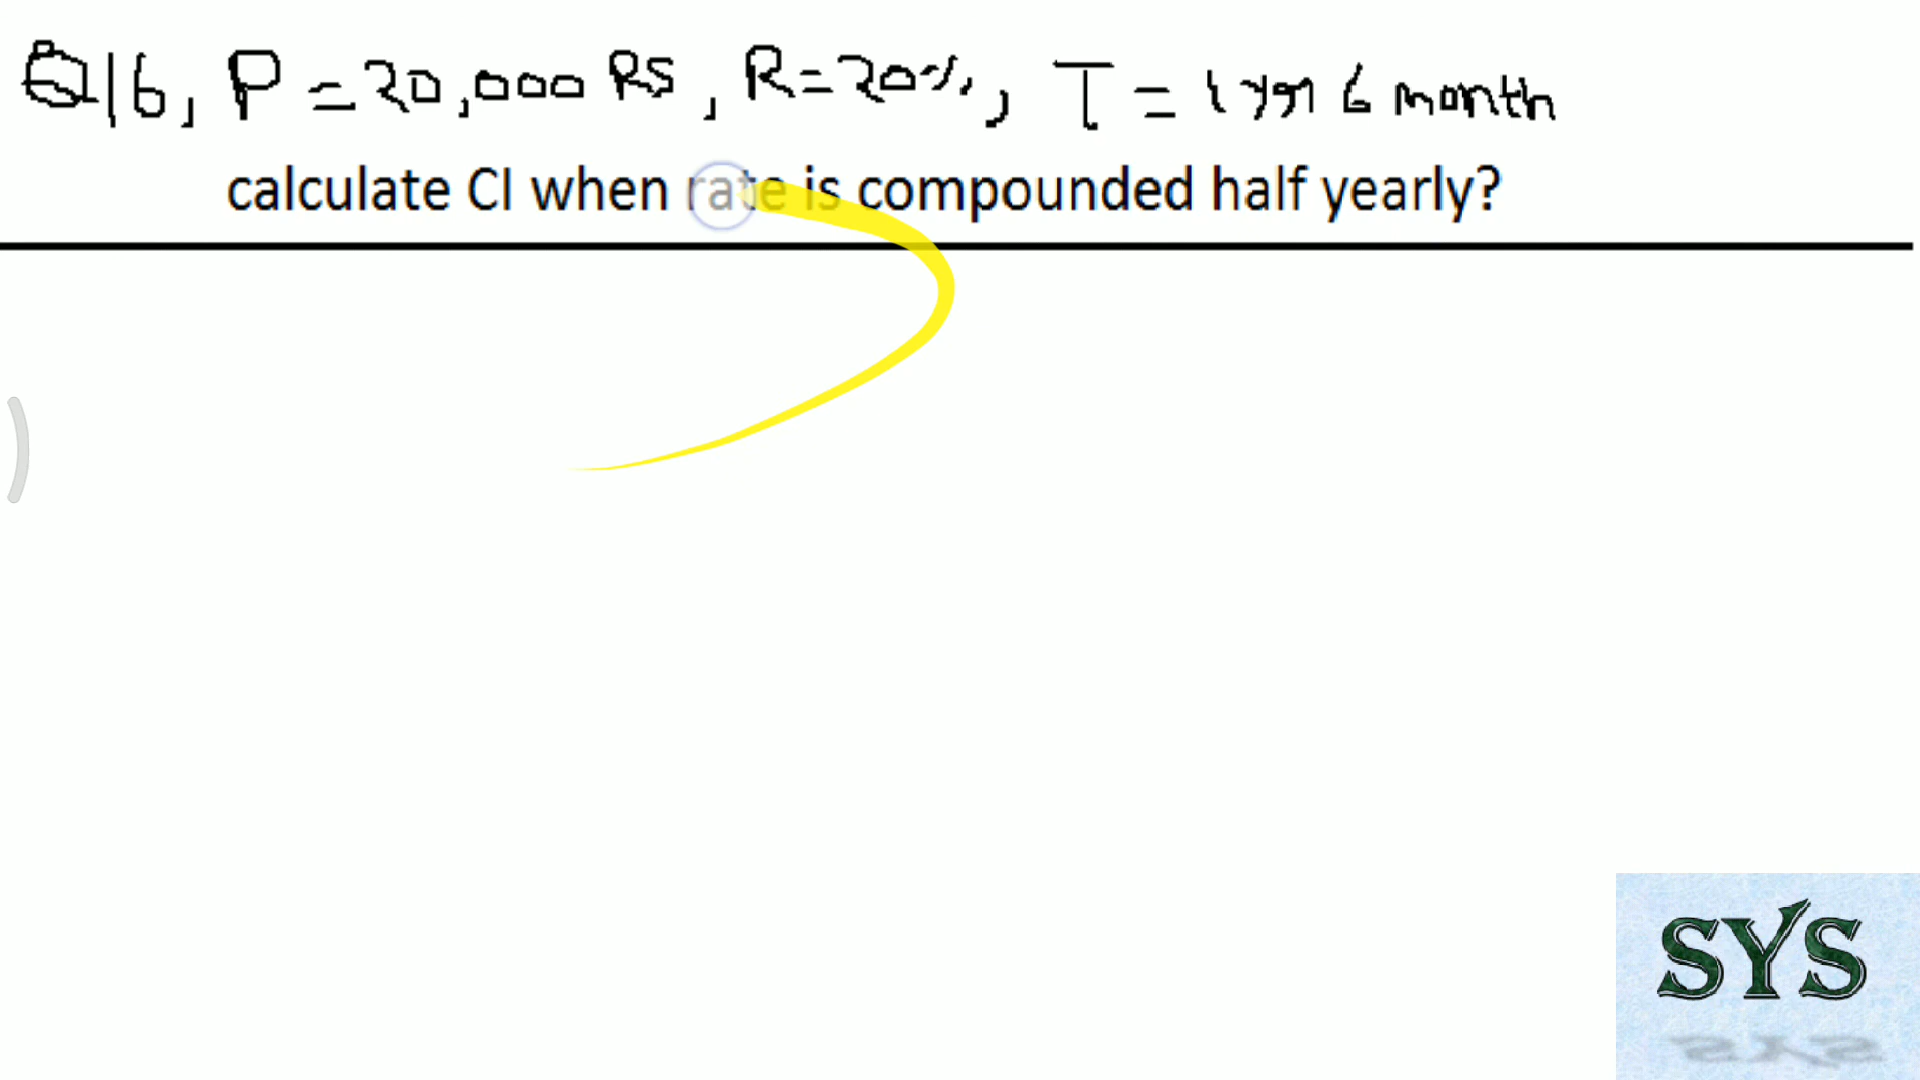 Q16, P = 20,000 RS, R = 20%, T = 1 yr 6 month
calculate CI when rate is compounded half yearly?
SYS